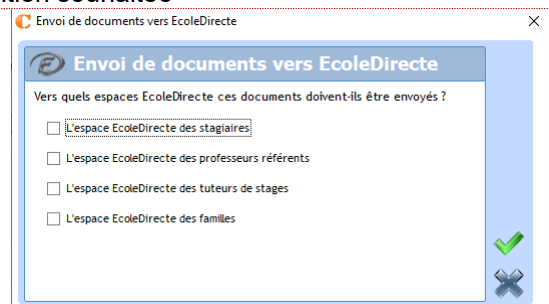 Envoi de documents vers EcoleDirecte
Envoi de documents vers EcoleDirecte
Vers quels espaces EcoleDirecte ces documents doivent-ils être envoyés ?
L'espace EcoleDirecte des stagiaires
L'espace EcoleDirecte des professeurs référents
L'espace EcoleDirecte des tuteurs de stages
L'espace EcoleDirecte des familles